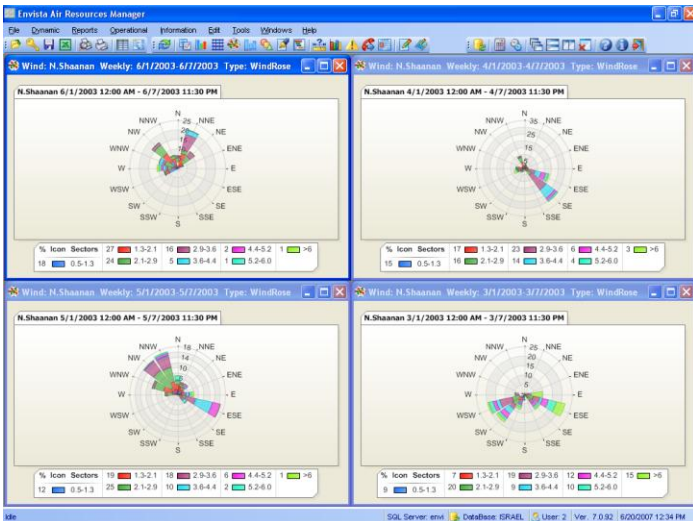 Envista Air Resources Manager
File Dynamic Reports Operational Information Edit Tools Windows Help
Wind: N.Shaanan Weekly: 6/1/2003-6/7/2003 Type: WindRose
N.Shaanan 6/1/2003 12:00 AM - 6/7/2003 11:30 PM
N
NNW 25 NNE
NW 20 NE
15
WNW ENE
W E
WSW ESE
SW SE
SSW SSE
S
% Icon Sectors 27 1.3-2.1 16 2.9-3.6 2 4.4-5.2 1 >6
18 0.5-1.3 24 2.1-2.9 5 3.6-4.4 1 5.2-6.0
Wind: N.Shaanan Weekly: 4/1/2003-4/7/2003 Type: WindRose
N.Shaanan 4/1/2003 12:00 AM - 4/7/2003 11:30 PM
N
NNW 35 NNE
NW 25 NE
15
WNW 5 ENE
W E
WSW ESE
SW SE
SSW SSE
S
% Icon Sectors 17 1.3-2.1 23 2.9-3.6 6 4.4-5.2 3 >6
15 0.5-1.3 16 2.1-2.9 14 3.6-4.4 4 5.2-6.0
Wind: N.Shaanan Weekly: 5/1/2003-5/7/2003 Type: WindRose
N.Shaanan 5/1/2003 12:00 AM - 5/7/2003 11:30 PM
N
NNW 18 NNE
NW 14 NE
10
WNW ENE
W E
WSW ESE
SW SE
SSW SSE
S
% Icon Sectors 19 1.3-2.1 18 2.9-3.6 6 4.4-5.2 1 >6
12 0.5-1.3 25 2.1-2.9 10 3.6-4.4 2 5.2-6.0
Wind: N.Shaanan Weekly: 3/1/2003-3/7/2003 Type: WindRose
N.Shaanan 3/1/2003 12:00 AM - 3/7/2003 11:30 PM
N
NNW 25 NNE
NW 20 NE
15
WNW 10 ENE
5
W E
WSW ESE
SW SE
SSW SSE
S
% Icon Sectors 7 1.3-2.1 19 2.9-3.6 12 4.4-5.2 15 >6
9 0.5-1.3 20 2.1-2.9 9 3.6-4.4 10 5.2-6.0
Idle SQL Server: envi DataBase: ISRAEL User: 2 Ver. 7.0.92 6/20/2007 12:34 PM